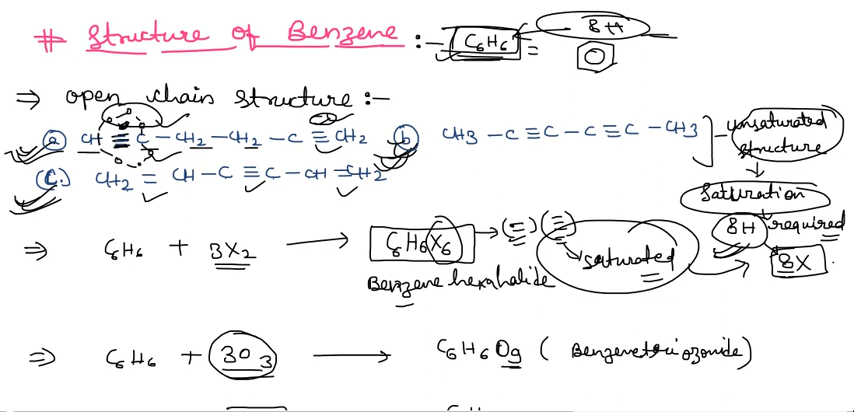 # Structure of Benzene :- C6H6 = 8H
⇒ open chain structure :-
(a) CH ≡ C - CH2 - CH2 - C ≡ CH2 (b) CH3 - C ≡ C - C ≡ C - CH3 ] - unsaturated structure
(C.) CH2 = CH - C ≡ C - CH = CH2
↓
Saturation
8H required
⇒ C6H6 + 3X2 → C6H6X6 → (=) (≡) saturated → 8X
Benzene hexahalide
⇒ C6H6 + 3O3 → C6H6O9 ( Benzenetriozonide)